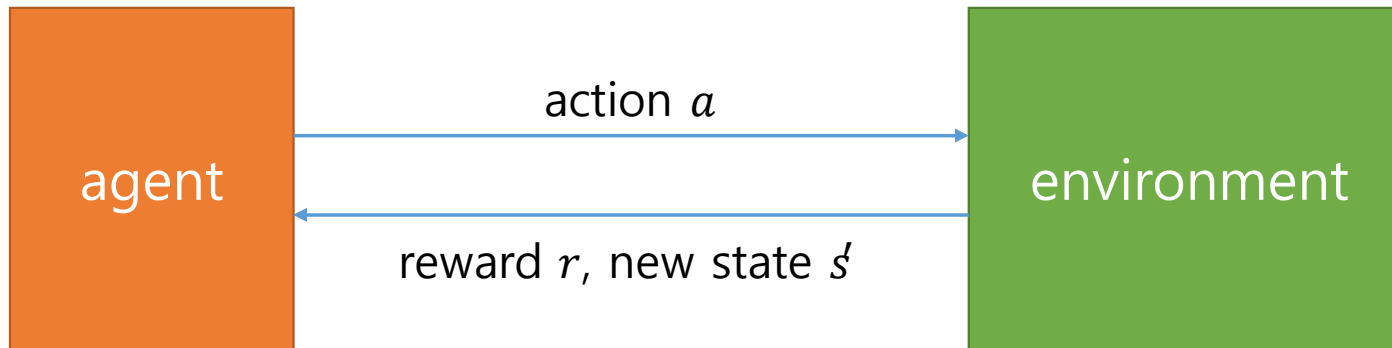 agent
action a
reward r, new state s′
environment